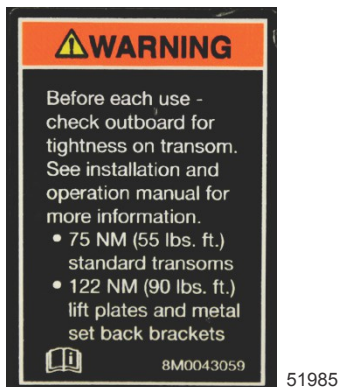 WARNING
Before each use -
check outboard for
tightness on transom.
See installation and
operation manual for
more information.
• 75 NM (55 lbs. ft.)
standard transoms
• 122 NM (90 lbs. ft.)
lift plates and metal
set back brackets
8M0043059
51985